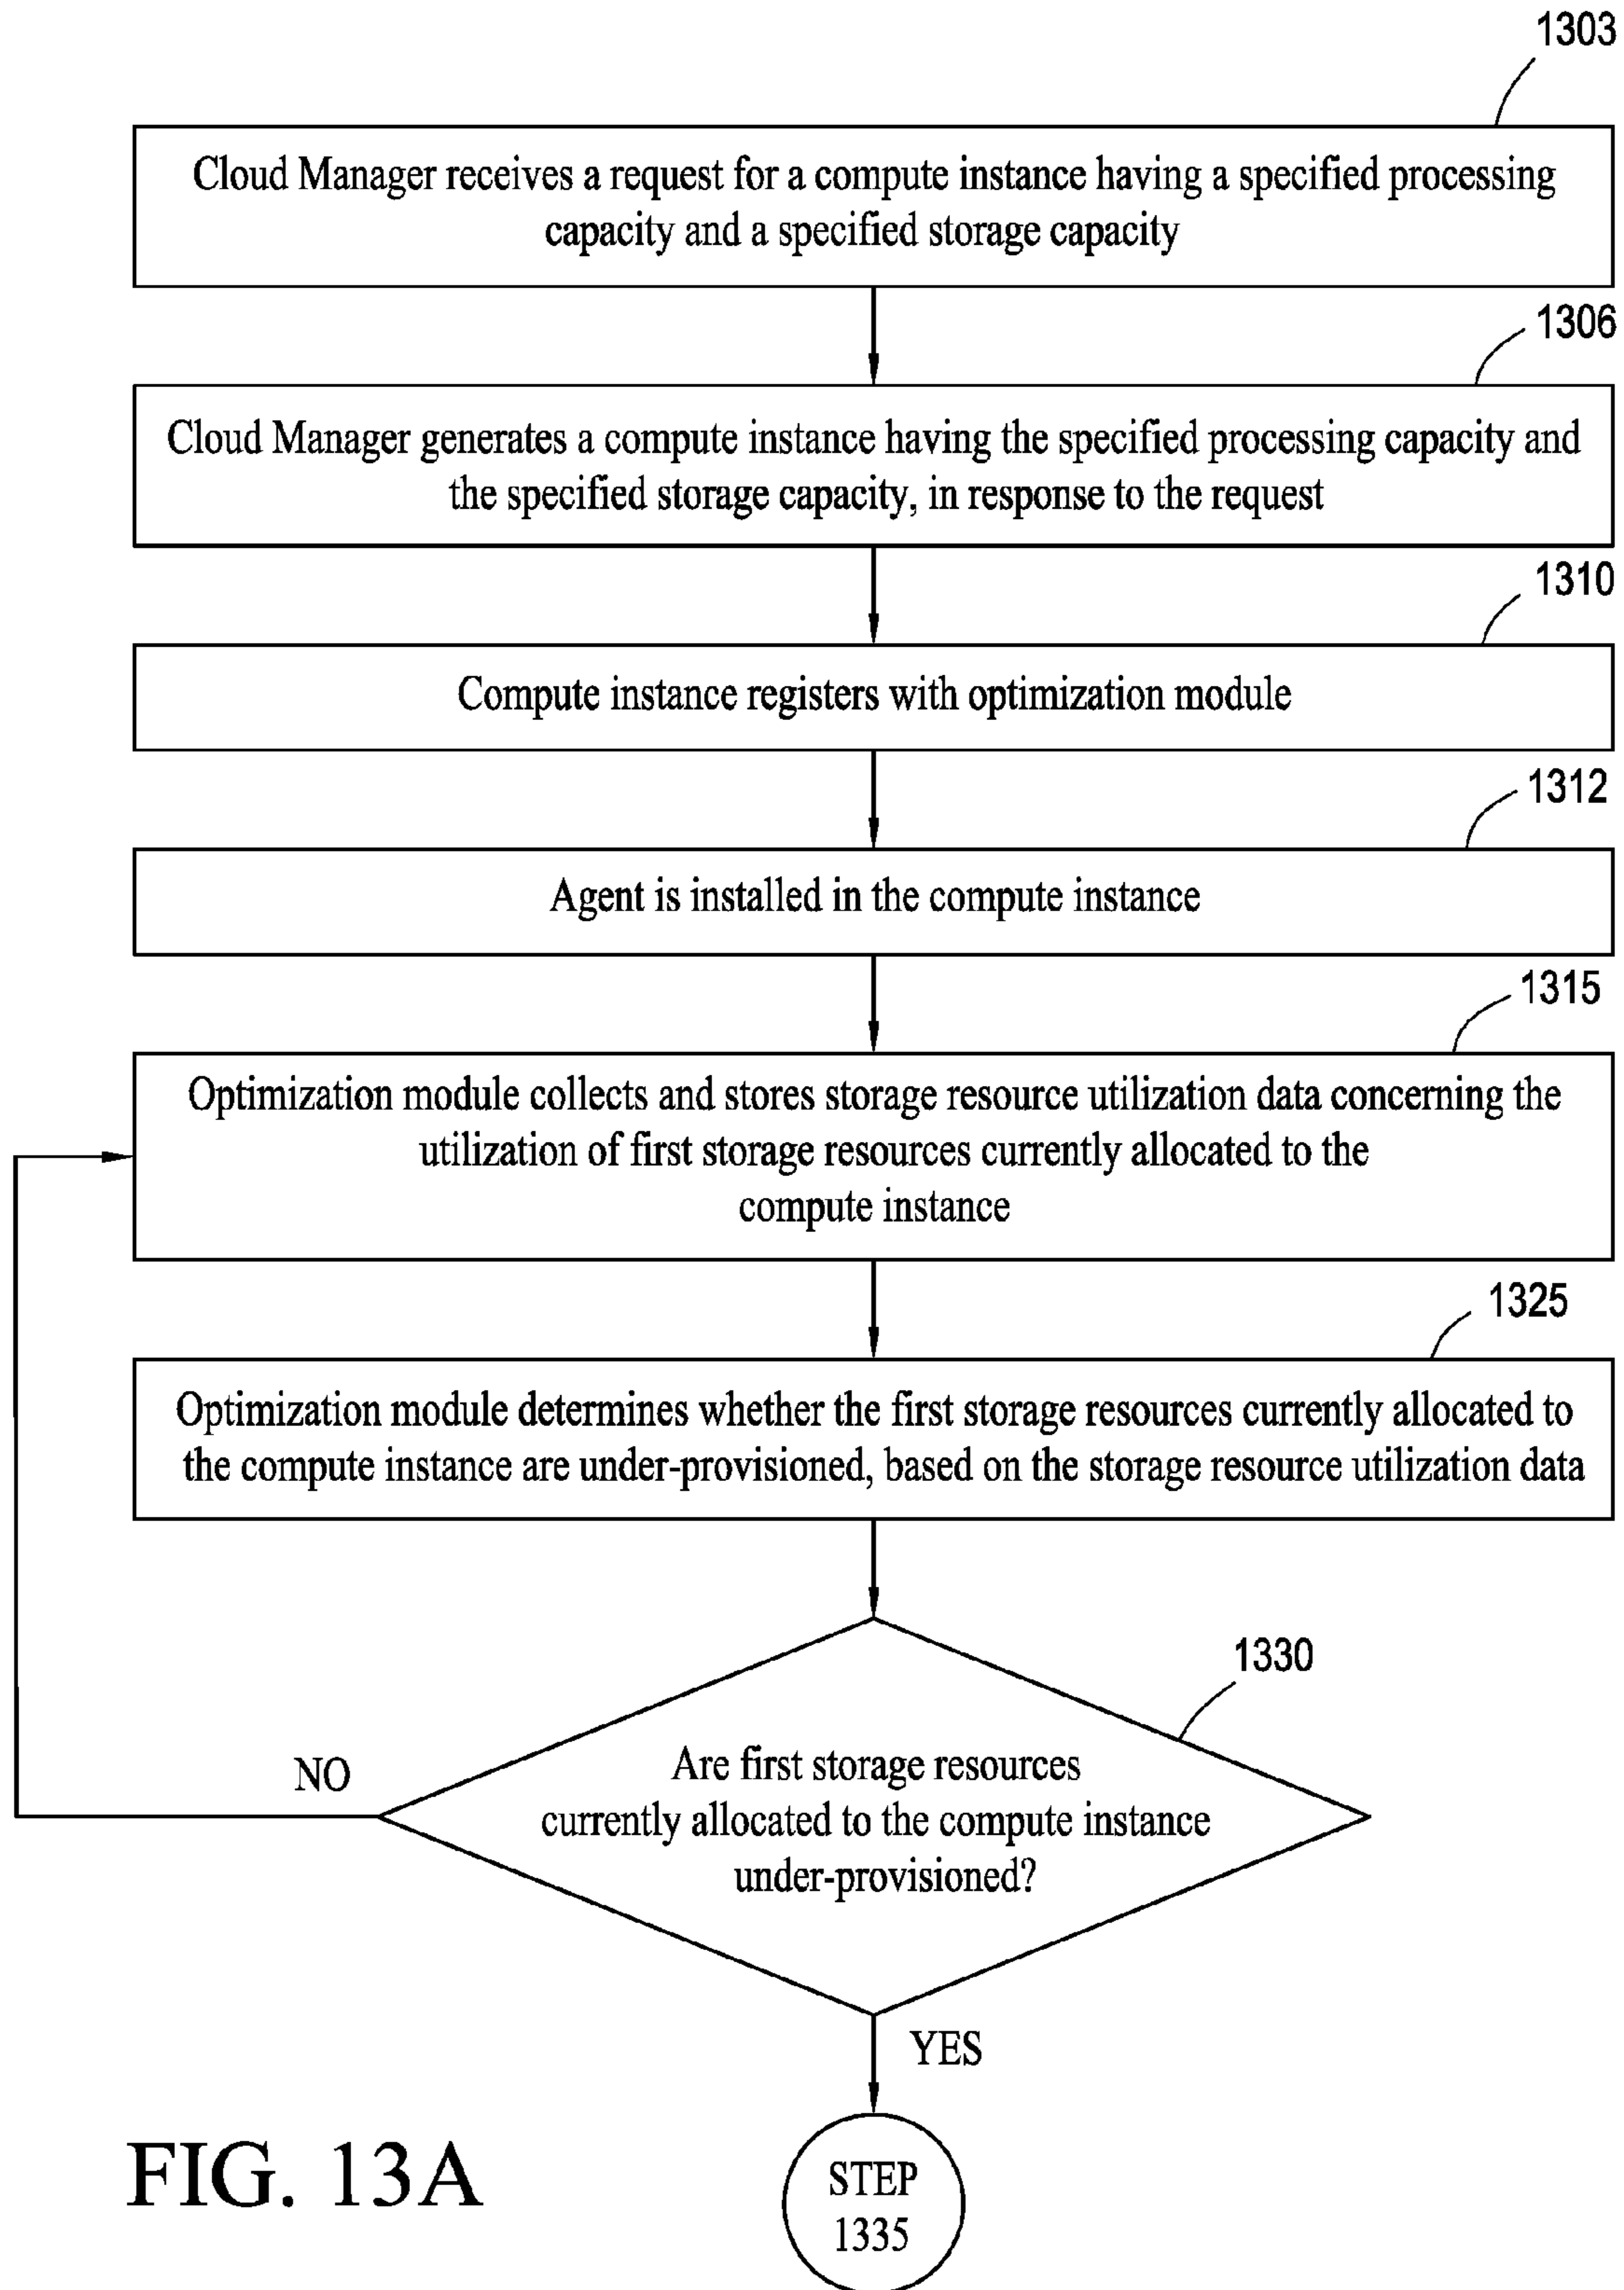 1303
Cloud Manager receives a request for a compute instance having a specified processing
capacity and a specified storage capacity
1306
Cloud Manager generates a compute instance having the specified processing capacity and
the specified storage capacity, in response to the request
1310
Compute instance registers with optimization module
1312
Agent is installed in the compute instance
1315
Optimization module collects and stores storage resource utilization data concerning the
utilization of first storage resources currently allocated to the
compute instance
1325
Optimization module determines whether the first storage resources currently allocated to
the compute instance are under-provisioned, based on the storage resource utilization data
1330
Are first storage resources
currently allocated to the compute instance
under-provisioned?
NO
YES
STEP
1335
FIG. 13A